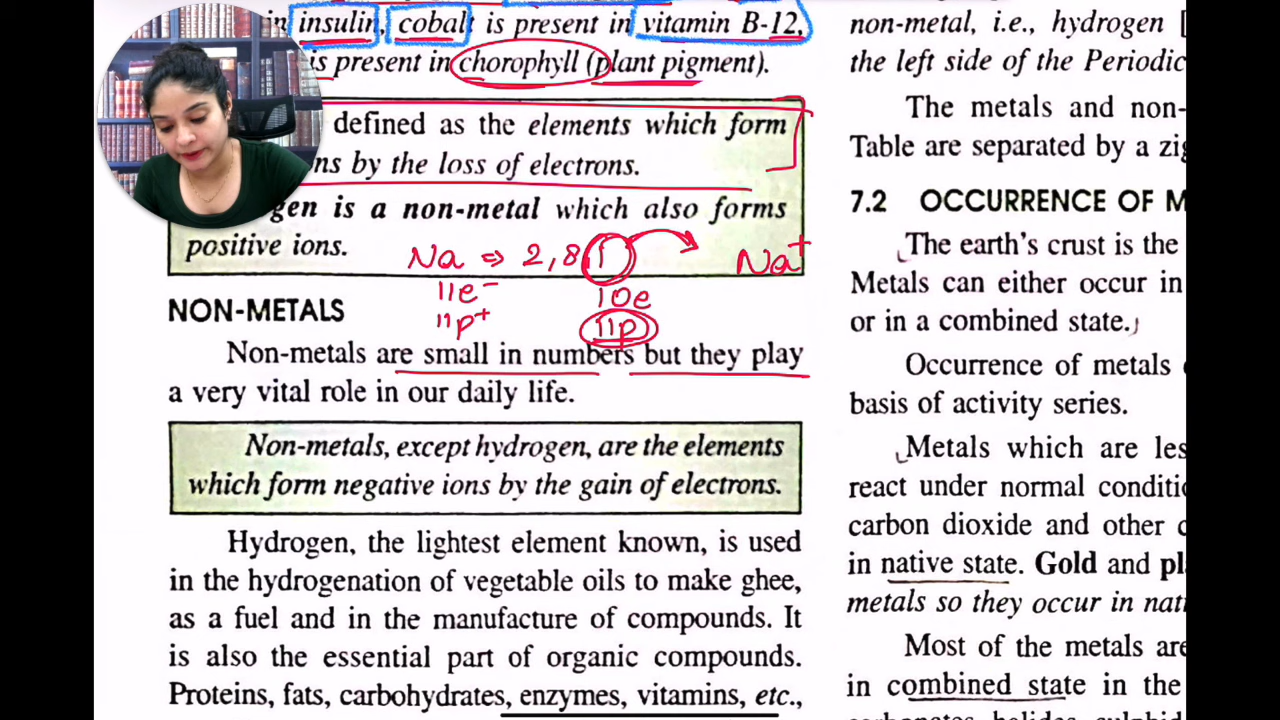 in insulin, cobalt is present in vitamin B-12,
is present in chorophyll (plant pigment).
defined as the elements which form
ns by the loss of electrons.
gen is a non-metal which also forms
positive ions.
Na ⇒ 2,8,1
Na+
11e-
10e
11p+
11p
NON-METALS
Non-metals are small in numbers but they play
a very vital role in our daily life.
Non-metals, except hydrogen, are the elements
which form negative ions by the gain of electrons.
Hydrogen, the lightest element known, is used
in the hydrogenation of vegetable oils to make ghee,
as a fuel and in the manufacture of compounds. It
is also the essential part of organic compounds.
Proteins, fats, carbohydrates, enzymes, vitamins, etc.,
non-metal, i.e., hydrogen [
the left side of the Periodic
The metals and non-
Table are separated by a zig
7.2 OCCURRENCE OF M
The earth's crust is the
Metals can either occur in
or in a combined state.
Occurrence of metals
basis of activity series.
Metals which are les
react under normal conditio
carbon dioxide and other c
in native state. Gold and pl
metals so they occur in nati
Most of the metals are
in combined state in the